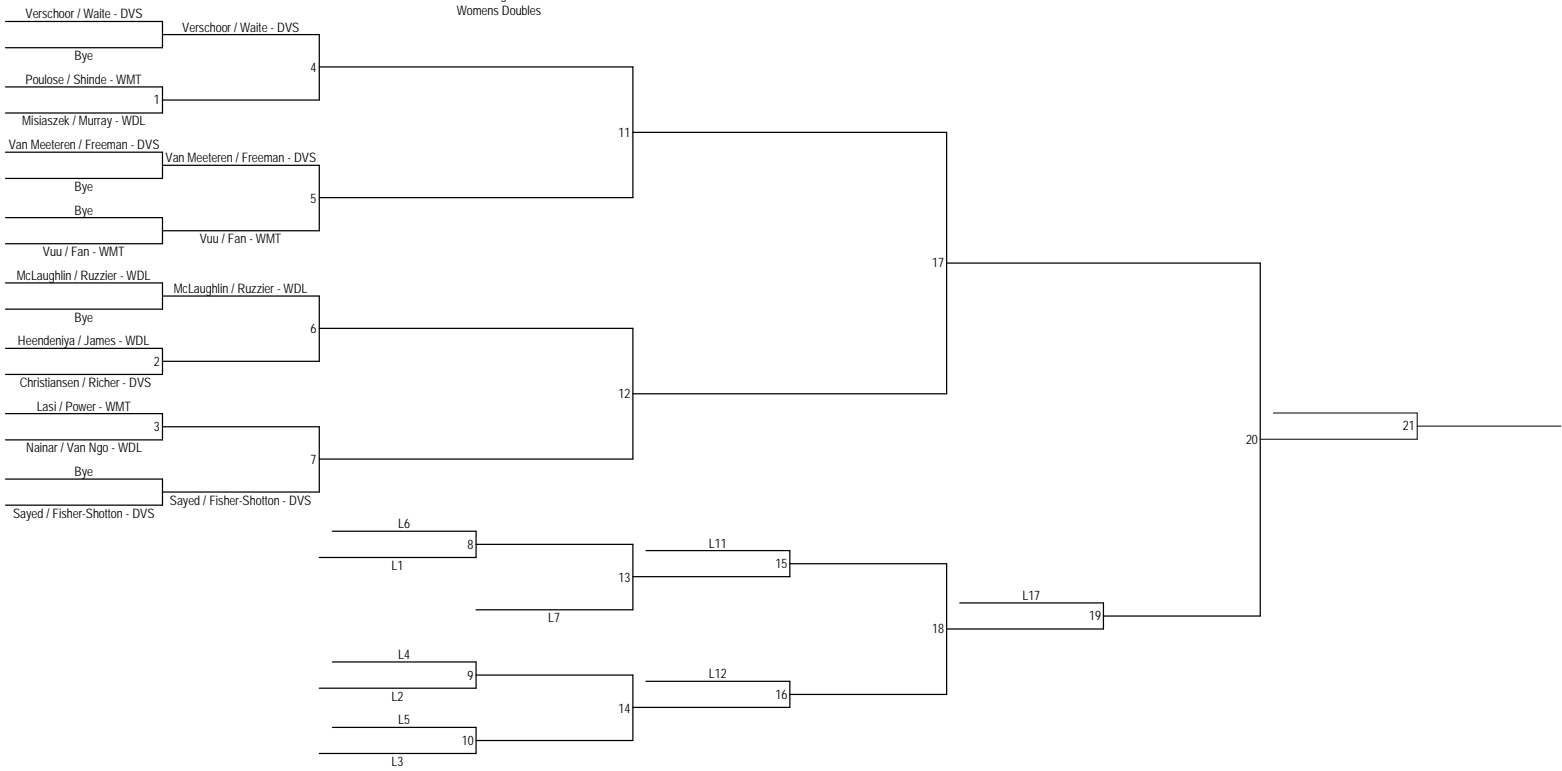 Womens Doubles
Verschoor / Waite - DVS
Verschoor / Waite - DVS
Bye
4
Poulose / Shinde - WMT
1
Misiaszek / Murray - WDL
11
Van Meeteren / Freeman - DVS
Van Meeteren / Freeman - DVS
Bye
5
Bye
Vuu / Fan - WMT
Vuu / Fan - WMT
17
McLaughlin / Ruzzier - WDL
McLaughlin / Ruzzier - WDL
Bye
6
Heendeniya / James - WDL
2
Christiansen / Richer - DVS
12
Lasi / Power - WMT
3
21
20
Nainar / Van Ngo - WDL
7
Bye
Sayed / Fisher-Shotton - DVS
Sayed / Fisher-Shotton - DVS
L6
8
L11
L1
15
13
L7
L17
19
18
L4
9
L12
L2
16
14
L5
10
L3